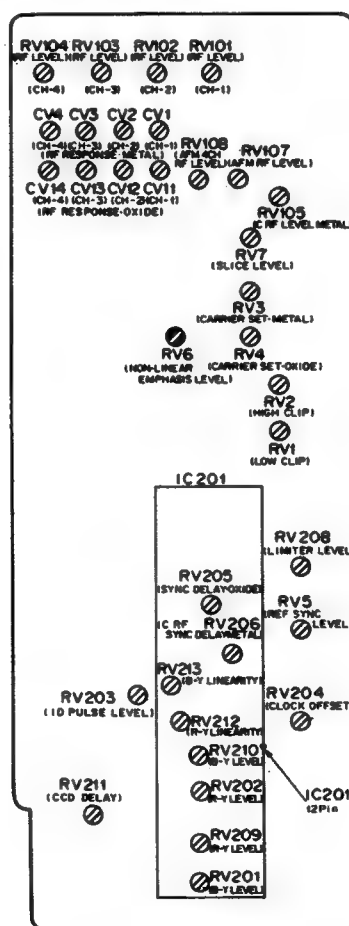 RV104 RV103 RV102 RV101
(RF LEVEL) (RF LEVEL) (RF LEVEL) (RF LEVEL)
(CH-4) (CH-3) (CH-2) (CH-1)
CV4 CV3 CV2 CV1
(CH-4) (CH-3) (CH-2) (CH-1)
(RF RESPONSE-METAL)
RV108 RV107
(AFM 4CH RF LEVEL) (AFM RF LEVEL)
CV14 CV13 CV12 CV11
(CH-4) (CH-3) (CH-2) (CH-1)
(RF RESPONSE-OXIDE)
RV105
(C RF LEVEL METAL)
RV7
(SLICE LEVEL)
RV3
(CARRIER SET-METAL)
RV6
(NON-LINEAR
EMPHASIS LEVEL)
RV4
(CARRIER SET-OXIDE)
RV2
(HIGH CLIP)
RV1
(LOW CLIP)
IC201
RV208
(LIMITER LEVEL)
RV205
(SYNC DELAY-OXIDE)
RV206
(C RF
SYNC DELAY METAL)
RV5
(REF SYNC
LEVEL)
RV213
(B-Y LINEARITY)
RV203
(ID PULSE LEVEL)
RV204
(CLOCK OFFSET)
RV212
(R-Y LINEARITY)
RV210
(B-Y LEVEL)
RV202
(R-Y LEVEL)
IC201
12Pin
RV211
(CCD DELAY)
RV209
(R-Y LEVEL)
RV201
(B-Y LEVEL)